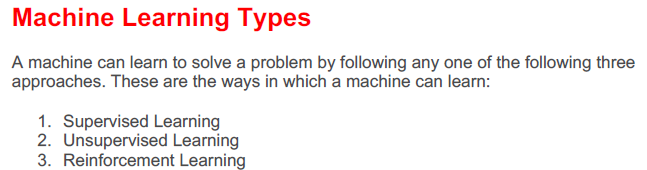 Machine Learning Types
A machine can learn to solve a problem by following any one of the following three
approaches. These are the ways in which a machine can learn:
1. Supervised Learning
2. Unsupervised Learning
3. Reinforcement Learning